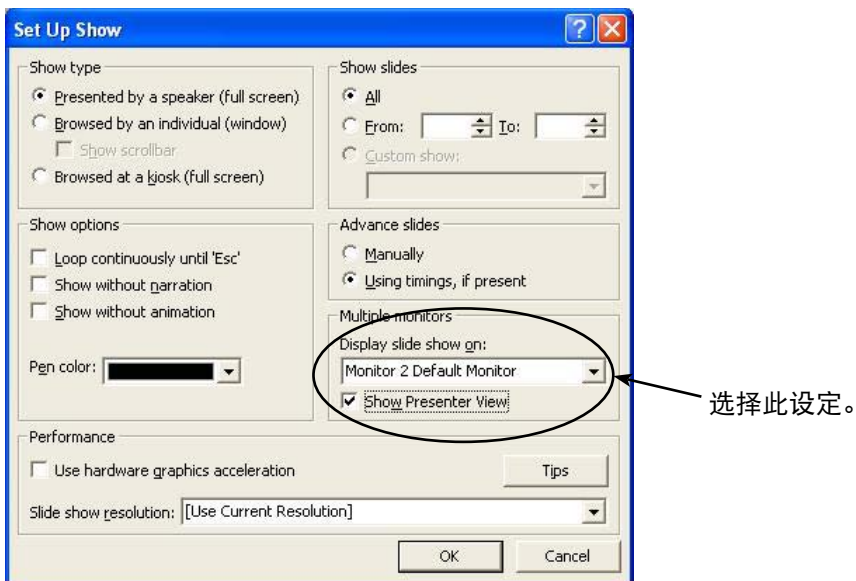 Set Up Show
Show type
Presented by a speaker (full screen)
Browsed by an individual (window)
Show scrollbar
Browsed at a kiosk (full screen)
Show slides
All
From: To:
Custom show:
Show options
Loop continuously until 'Esc'
Show without narration
Show without animation
Pen color:
Advance slides
Manually
Using timings, if present
Multiple monitors
Display slide show on:
Monitor 2 Default Monitor
Show Presenter View
选择此设定。
Performance
Use hardware graphics acceleration
Tips
Slide show resolution: [Use Current Resolution]
OK Cancel